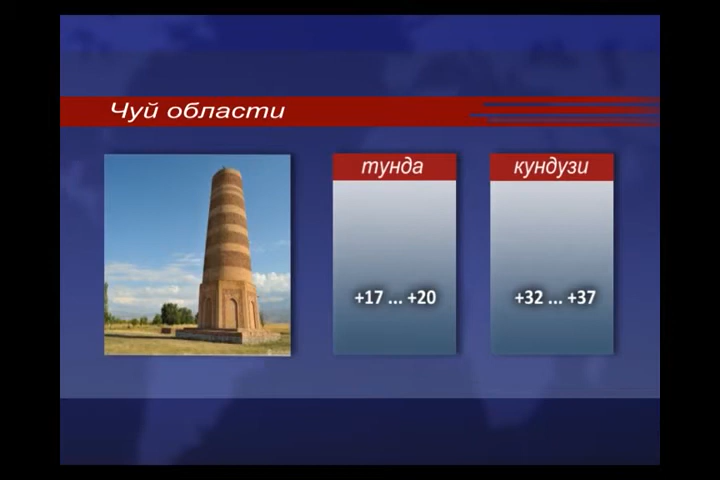 Чуй области
тунда
кундузи
+17 ... +20
+32 ... +37